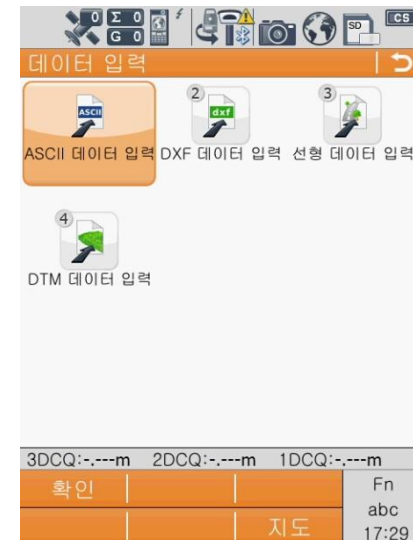 0 Σ 0
G 0
SD
CS
데이터 입력
ASCII
2
dxf
3
ASCII 데이터 입력 DXF 데이터 입력 선형 데이터 입력
4
DTM 데이터 입력
3DCQ:-.---m 2DCQ:-.---m 1DCQ:-.---m
확인
Fn
abc
지도
17:29